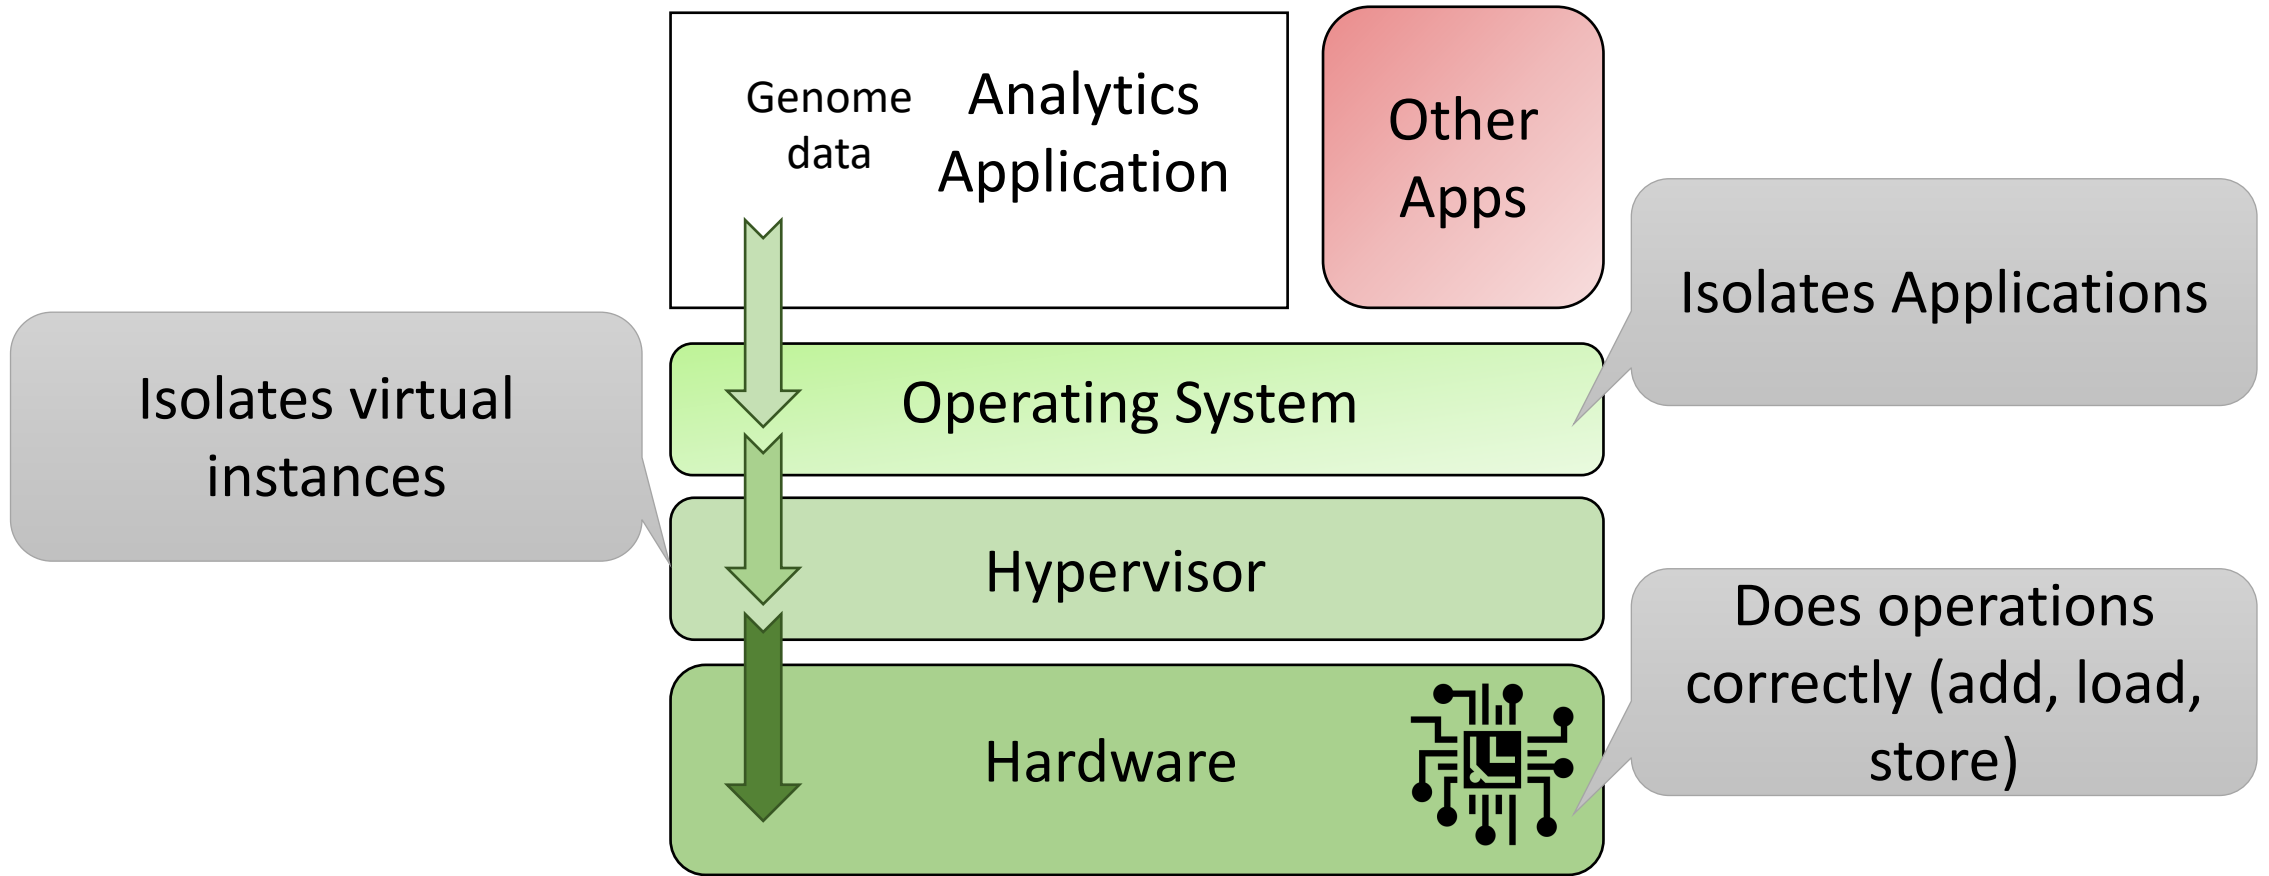 Genome
data
Analytics
Application
Other
Apps
Isolates Applications
Isolates virtual
instances
Operating System
Hypervisor
Does operations
correctly (add, load,
store)
Hardware